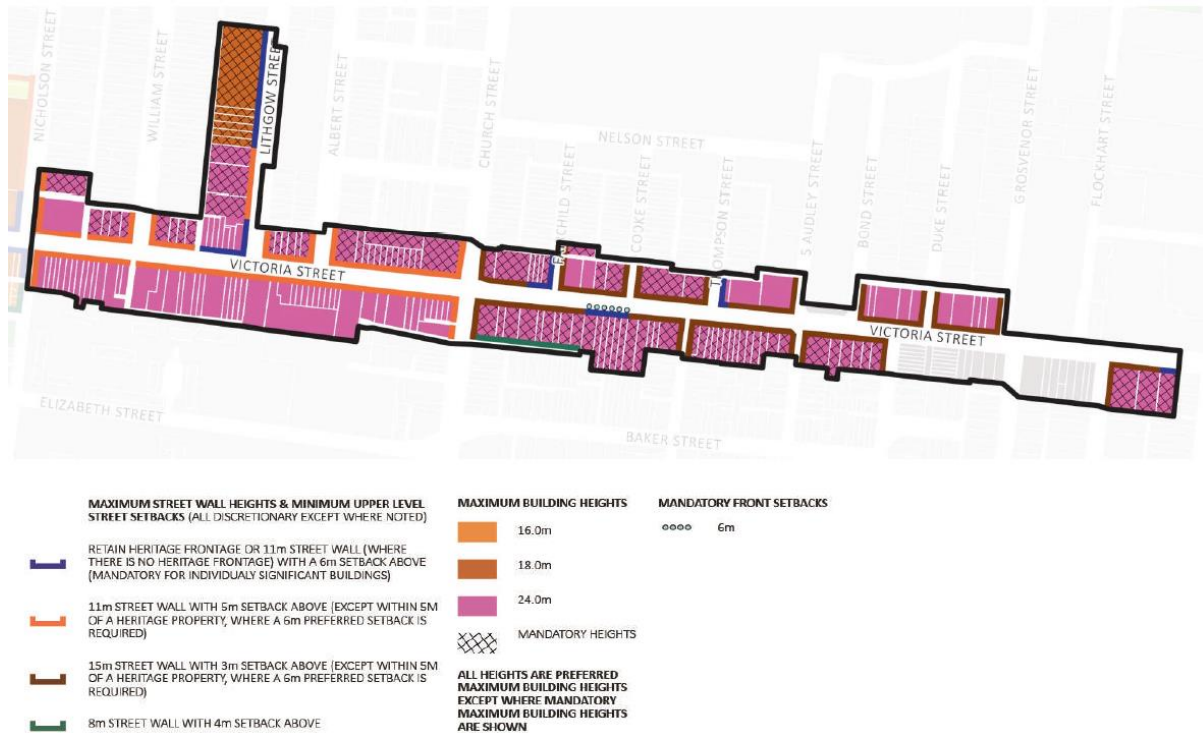 NICHOLSON STREET
WILLIAM STREET
LITHGOW STREET
ALBERT STREET
CHURCH STREET
NELSON STREET
COOKE STREET
S AUDLEY STREET
BOND STREET
DUKE STREET
GROSVENOR STREET
FLOCKHART STREET
VICTORIA STREET
VICTORIA STREET
ELIZABETH STREET
BAKER STREET
MAXIMUM STREET WALL HEIGHTS & MINIMUM UPPER LEVEL
STREET SETBACKS (ALL DISCRETIONARY EXCEPT WHERE NOTED)
RETAIN HERITAGE FRONTAGE OR 11m STREET WALL (WHERE
THERE IS NO HERITAGE FRONTAGE) WITH A 6m SETBACK ABOVE
(MANDATORY FOR INDIVIDUALY SIGNIFICANT BUILDINGS)
11m STREET WALL WITH 5m SETBACK ABOVE (EXCEPT WITHIN 5M
OF A HERITAGE PROPERTY, WHERE A 6m PREFERRED SETBACK IS
REQUIRED)
15m STREET WALL WITH 3m SETBACK ABOVE (EXCEPT WITHIN 5M
OF A HERITAGE PROPERTY, WHERE A 6m PREFERRED SETBACK IS
REQUIRED)
8m STREET WALL WITH 4m SETBACK ABOVE
MAXIMUM BUILDING HEIGHTS
16.0m
18.0m
24.0m
MANDATORY HEIGHTS
ALL HEIGHTS ARE PREFERRED
MAXIMUM BUILDING HEIGHTS
EXCEPT WHERE MANDATORY
MAXIMUM BUILDING HEIGHTS
ARE SHOWN
MANDATORY FRONT SETBACKS
6m